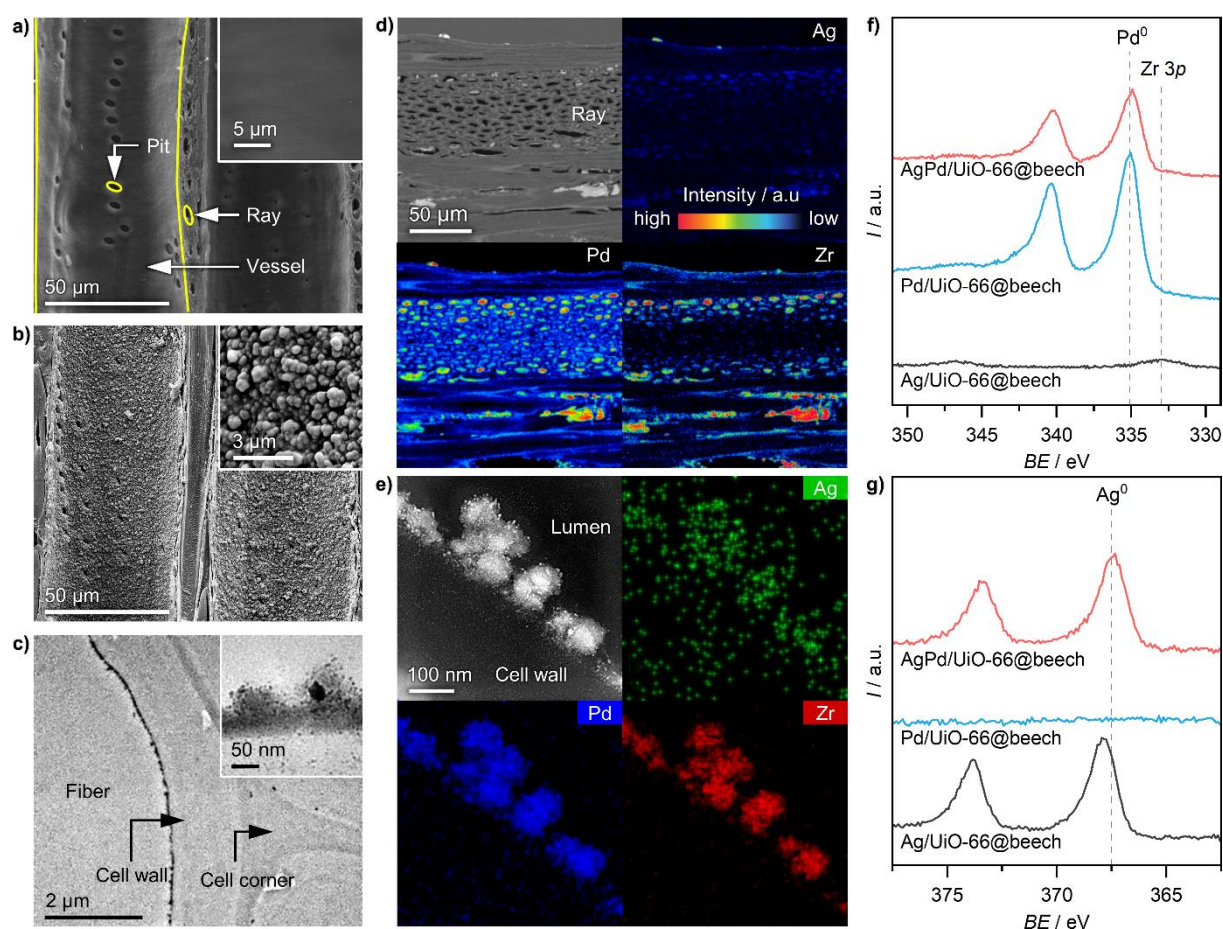 a)
5 µm
Pit
Ray
Vessel
50 µm
b)
3 µm
50 µm
c)
50 nm
Fiber
Cell wall
Cell corner
2 µm
d)
Ag
Ray
Intensity / a.u
high
low
50 µm
Pd
Zr
e)
Lumen
Cell wall
100 nm
Ag
Pd
Zr
f)
Pd⁰
Zr 3p
AgPd/UiO-66@beech
Pd/UiO-66@beech
Ag/UiO-66@beech
I / a.u.
350 345 340 335 330
BE / eV
g)
Ag⁰
AgPd/UiO-66@beech
Pd/UiO-66@beech
Ag/UiO-66@beech
I / a.u.
375 370 365
BE / eV